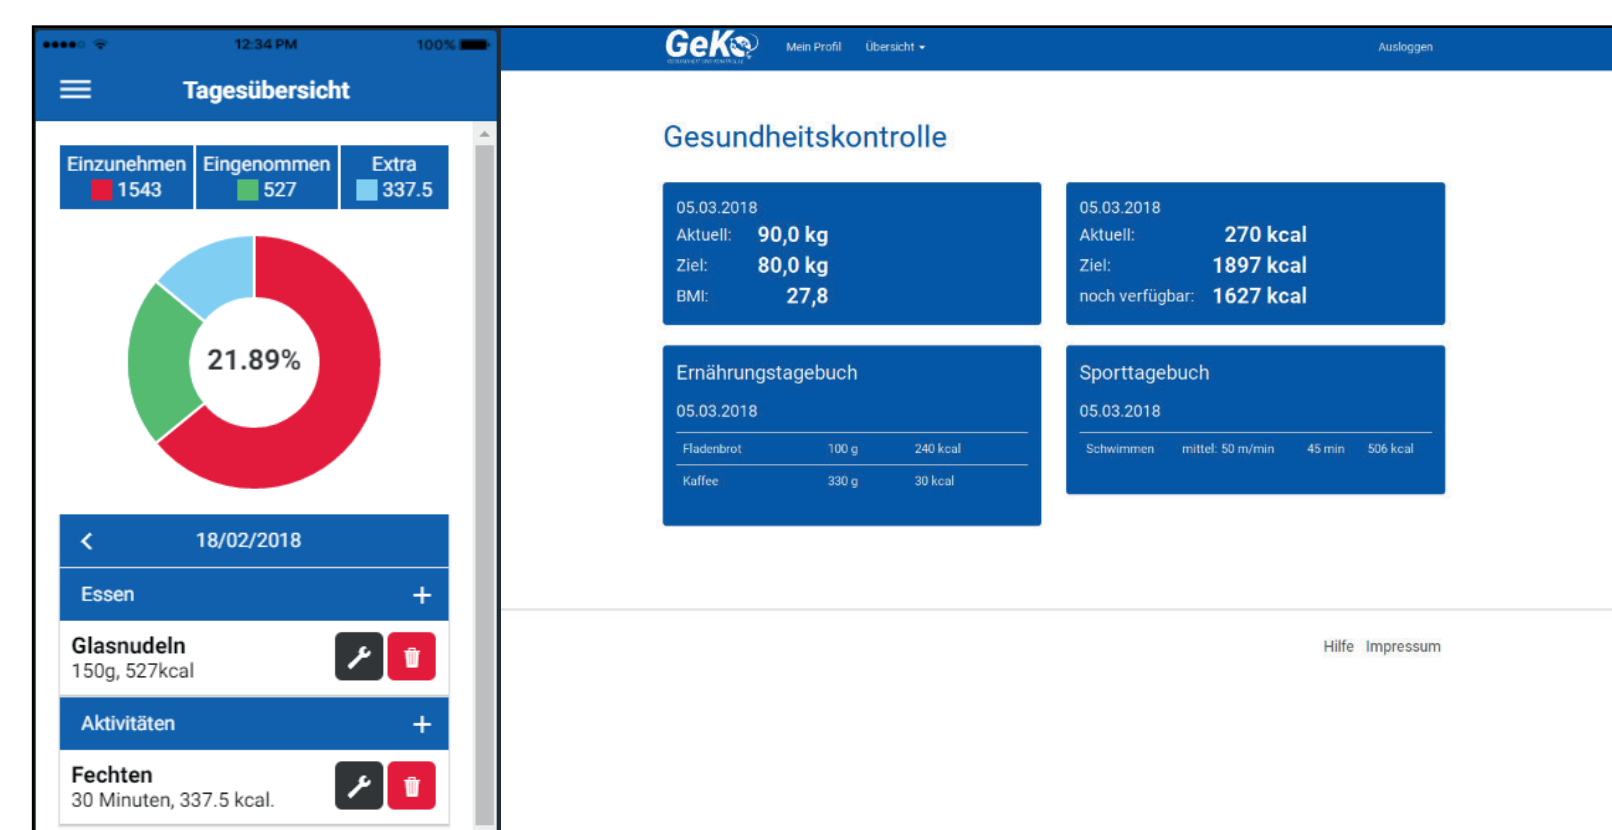 12:34 PM 100%
Tagesübersicht
Einzunehmen Eingenommen Extra
1543 527 337.5
21.89%
18/02/2018
Essen +
Glasnudeln
150g, 527kcal
Aktivitäten +
Fechten
30 Minuten, 337.5 kcal.
GeKo Mein Profil Übersicht Ausloggen
GESUNDHEIT UND KONTROLLE
Gesundheitskontrolle
05.03.2018
Aktuell: 90,0 kg
Ziel: 80,0 kg
BMI: 27,8
05.03.2018
Aktuell: 270 kcal
Ziel: 1897 kcal
noch verfügbar: 1627 kcal
Ernährungstagebuch
05.03.2018
Fladenbrot 100 g 240 kcal
Kaffee 330 g 30 kcal
Sporttagebuch
05.03.2018
Schwimmen mittel: 50 m/min 45 min 506 kcal
Hilfe Impressum